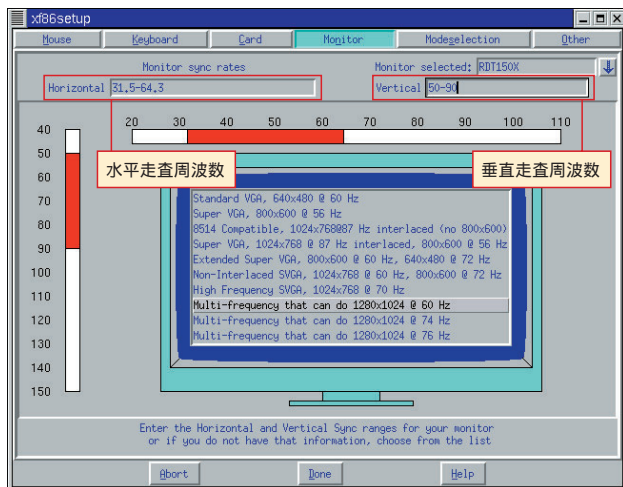 xf86setup
Mouse Keyboard Card Monitor Modeselection Other
Monitor sync rates
Monitor selected: RDT150X
Horizontal 31.5-64.3
Vertical 50-90
20 30 40 50 60 70 80 90 100 110
40
50
60
70
80
90
100
110
120
130
140
150
水平走査周波数
垂直走査周波数
Standard VGA, 640x480 @ 60 Hz
Super VGA, 800x600 @ 56 Hz
8514 Compatible, 1024x768@87 Hz interlaced (no 800x600)
Super VGA, 1024x768 @ 87 Hz interlaced, 800x600 @ 56 Hz
Extended Super VGA, 800x600 @ 60 Hz, 640x480 @ 72 Hz
Non-Interlaced SVGA, 1024x768 @ 60 Hz, 800x600 @ 72 Hz
High Frequency SVGA, 1024x768 @ 70 Hz
Multi-frequency that can do 1280x1024 @ 60 Hz
Multi-frequency that can do 1280x1024 @ 74 Hz
Multi-frequency that can do 1280x1024 @ 76 Hz
Enter the Horizontal and Vertical Sync ranges for your monitor
or if you do not have that information, choose from the list
Abort Done Help